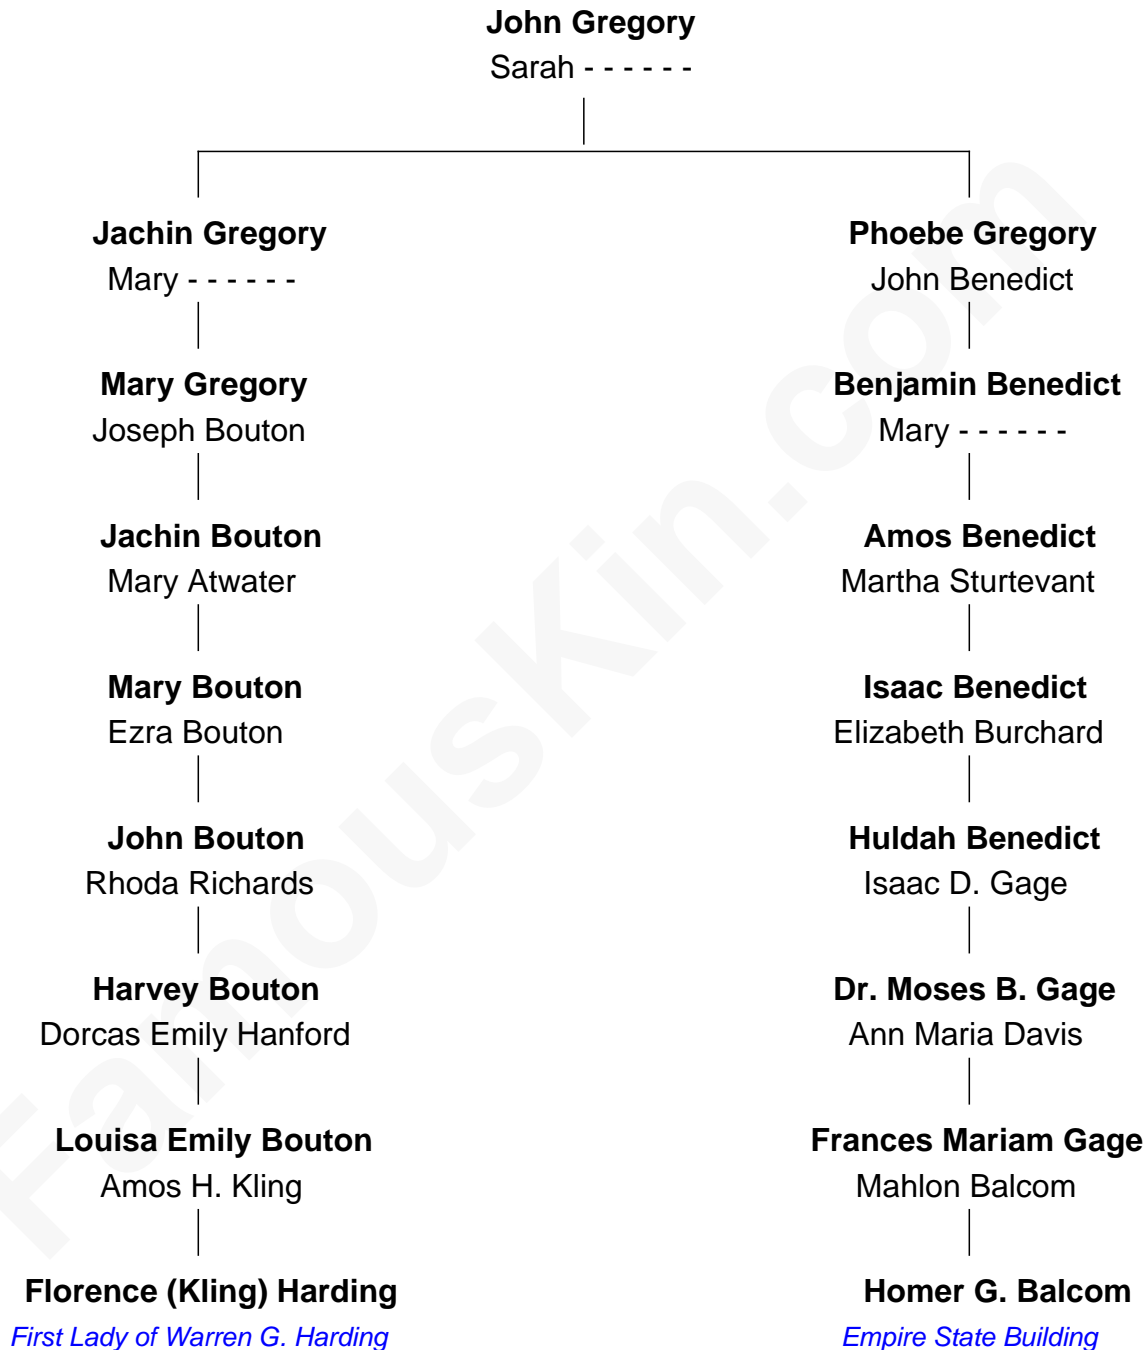 John Gregory
Sarah - - - - - -
Jachin Gregory
Mary - - - - - -
Phoebe Gregory
John Benedict
Mary Gregory
Joseph Bouton
Benjamin Benedict
Mary - - - - - -
Jachin Bouton
Mary Atwater
Amos Benedict
Martha Sturtevant
Mary Bouton
Ezra Bouton
Isaac Benedict
Elizabeth Burchard
John Bouton
Rhoda Richards
Huldah Benedict
Isaac D. Gage
Harvey Bouton
Dorcas Emily Hanford
Dr. Moses B. Gage
Ann Maria Davis
Louisa Emily Bouton
Amos H. Kling
Frances Mariam Gage
Mahlon Balcom
Florence (Kling) Harding
First Lady of Warren G. Harding
Homer G. Balcom
Empire State Building
FamousKin.com